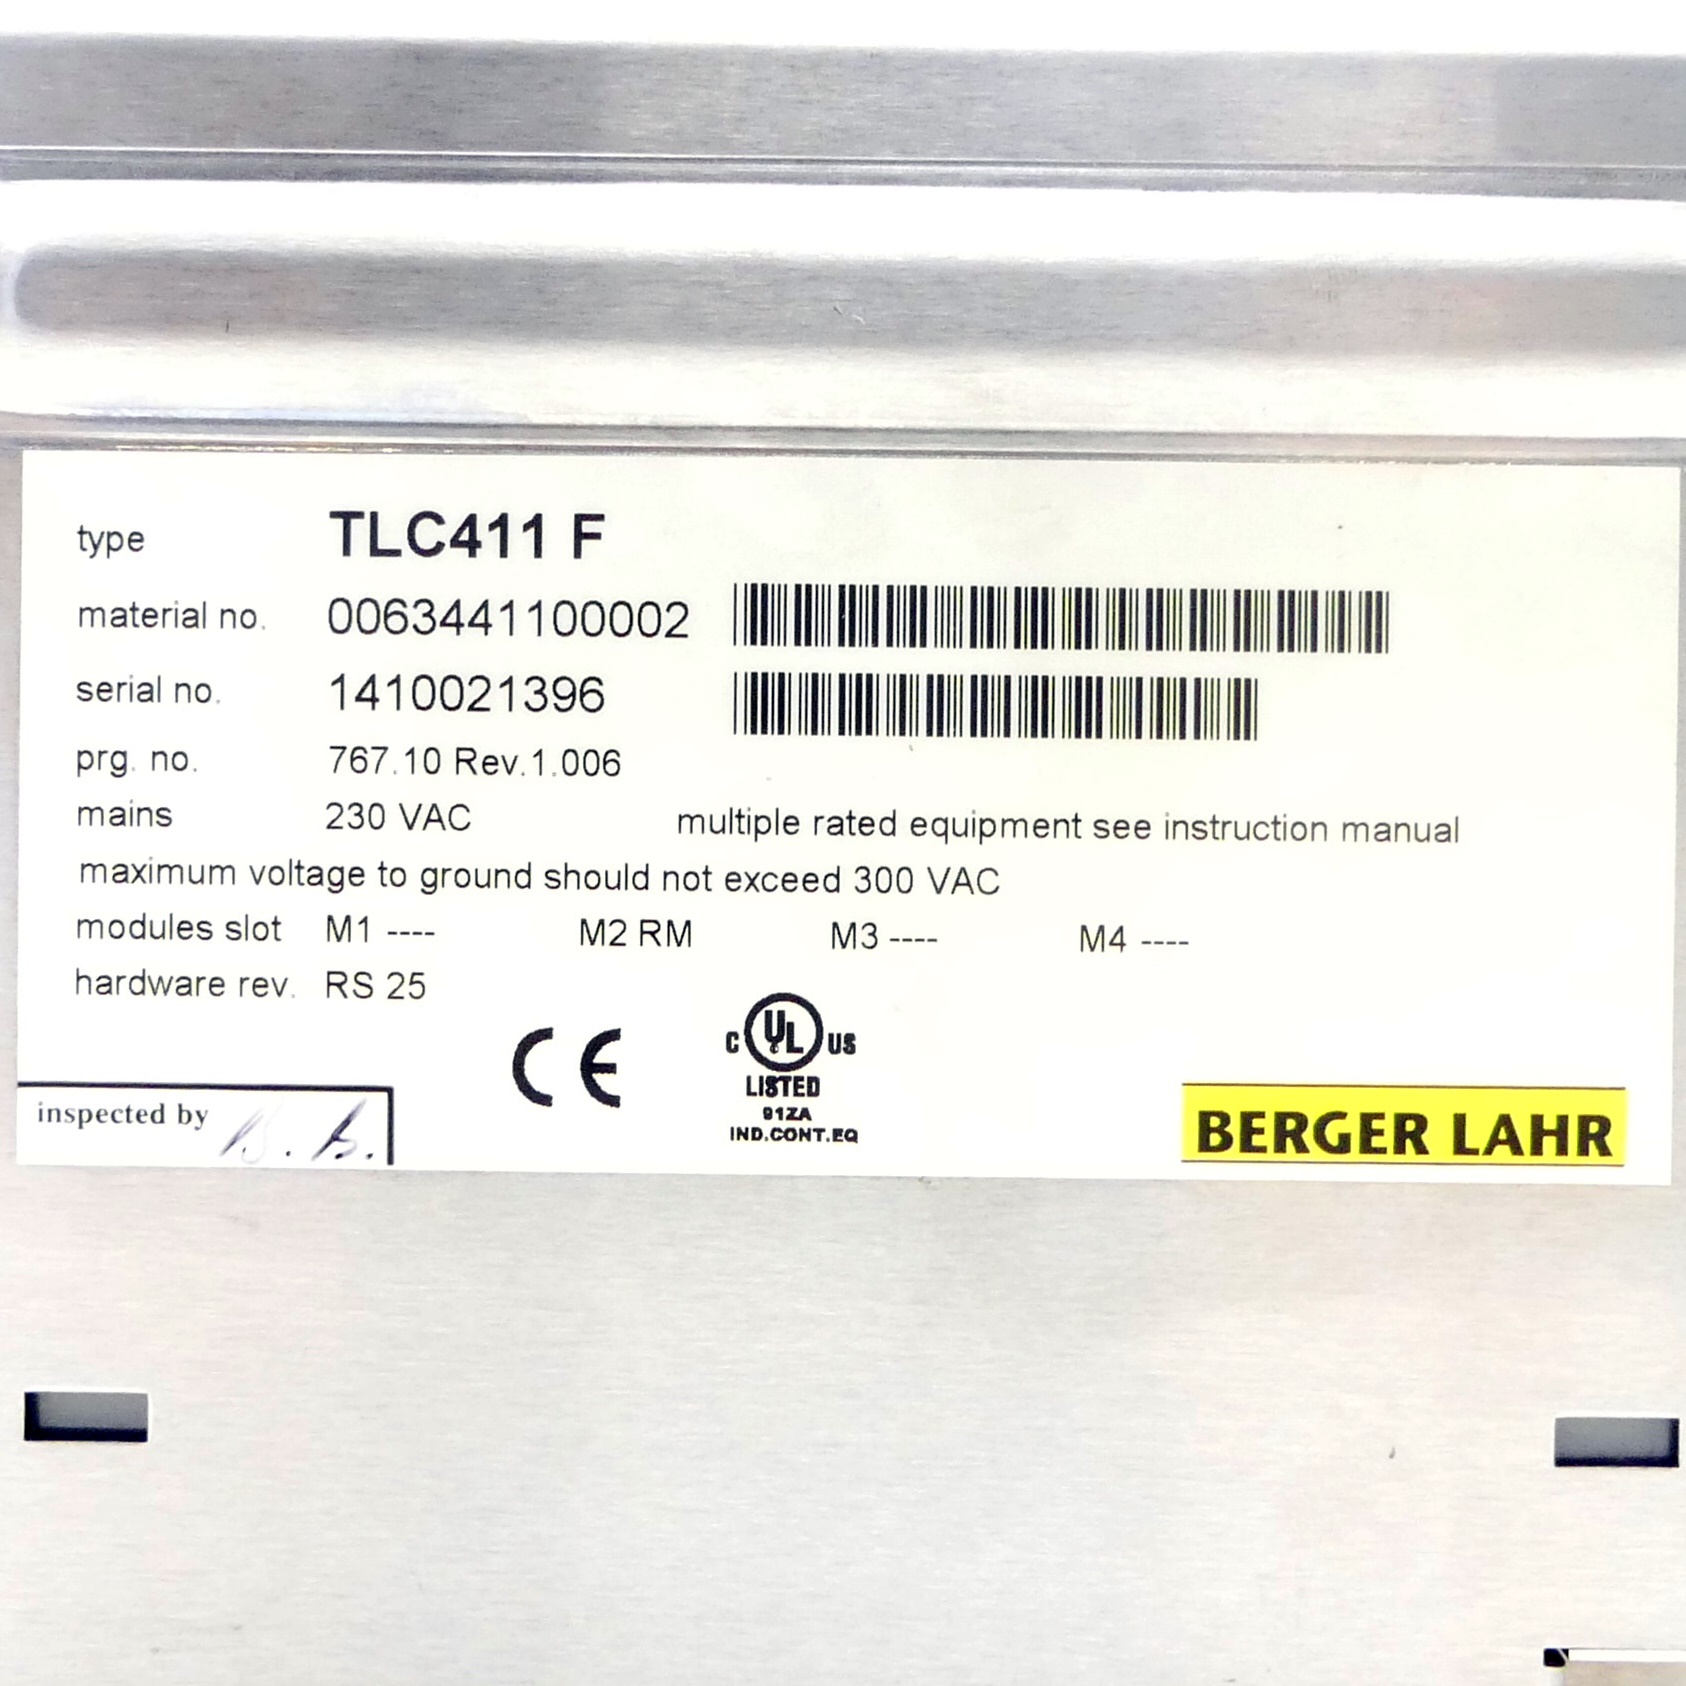 type TLC411 F
material no. 0063441100002
serial no. 1410021396
prg. no. 767.10 Rev.1.006
mains 230 VAC multiple rated equipment see instruction manual
maximum voltage to ground should not exceed 300 VAC
modules slot M1 ---- M2 RM M3 ---- M4 ----
hardware rev. RS 25
CE
C UL US
LISTED
91ZA
IND.CONT.EQ
inspected by
BERGER LAHR